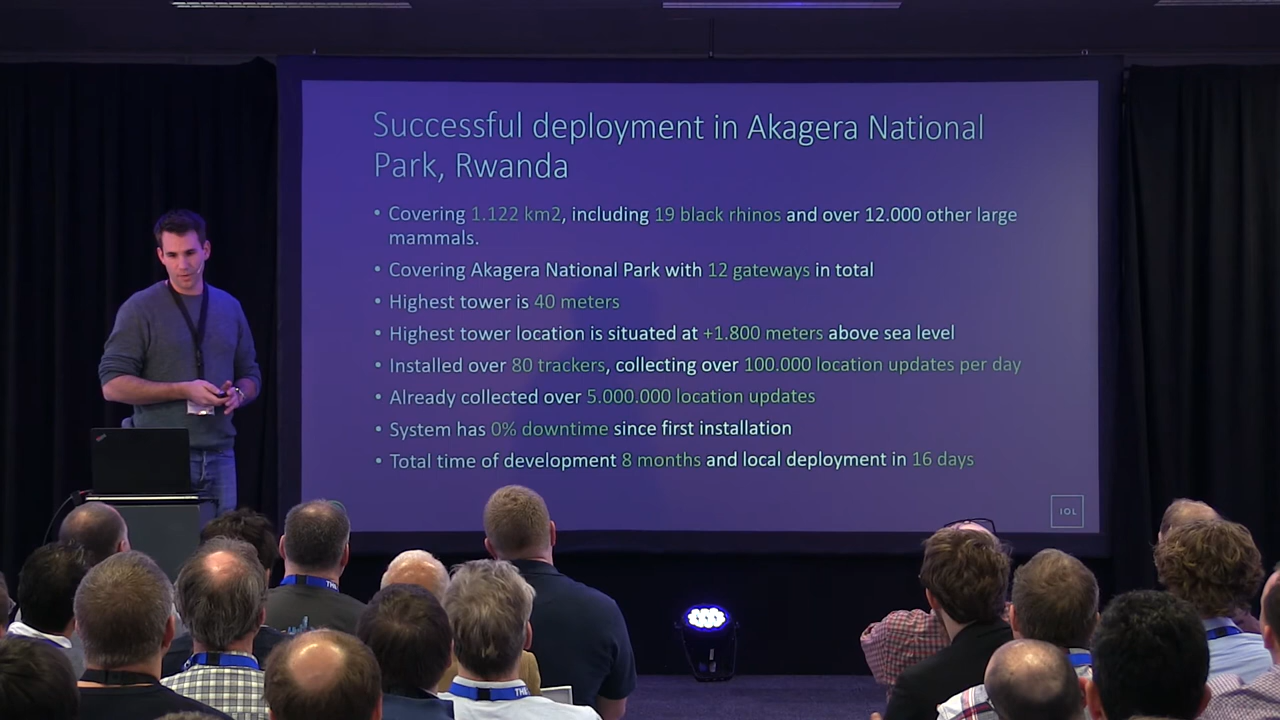 Successful deployment in Akagera National
Park, Rwanda
• Covering 1.122 km2, including 19 black rhinos and over 12.000 other large
mammals.
• Covering Akagera National Park with 12 gateways in total
• Highest tower is 40 meters
• Highest tower location is situated at +1.800 meters above sea level
• Installed over 80 trackers, collecting over 100.000 location updates per day
• Already collected over 5.000.000 location updates
• System has 0% downtime since first installation
• Total time of development 8 months and local deployment in 16 days
IOL